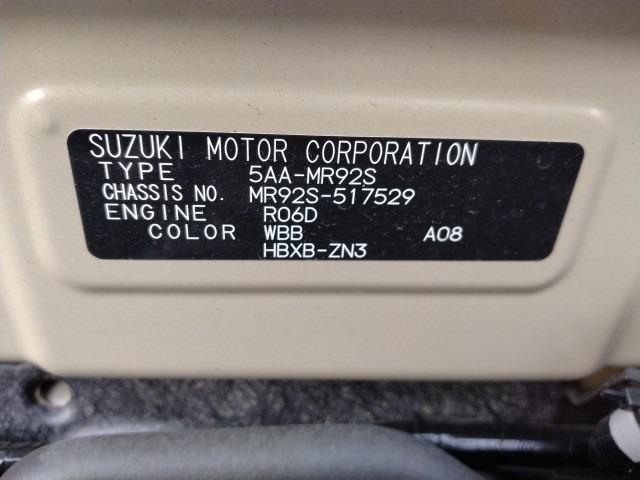 SUZUKI MOTOR CORPORATION
TYPE 5AA-MR92S
CHASSIS NO. MR92S-517529
ENGINE R06D
COLOR WBB A08
HBXB-ZN3